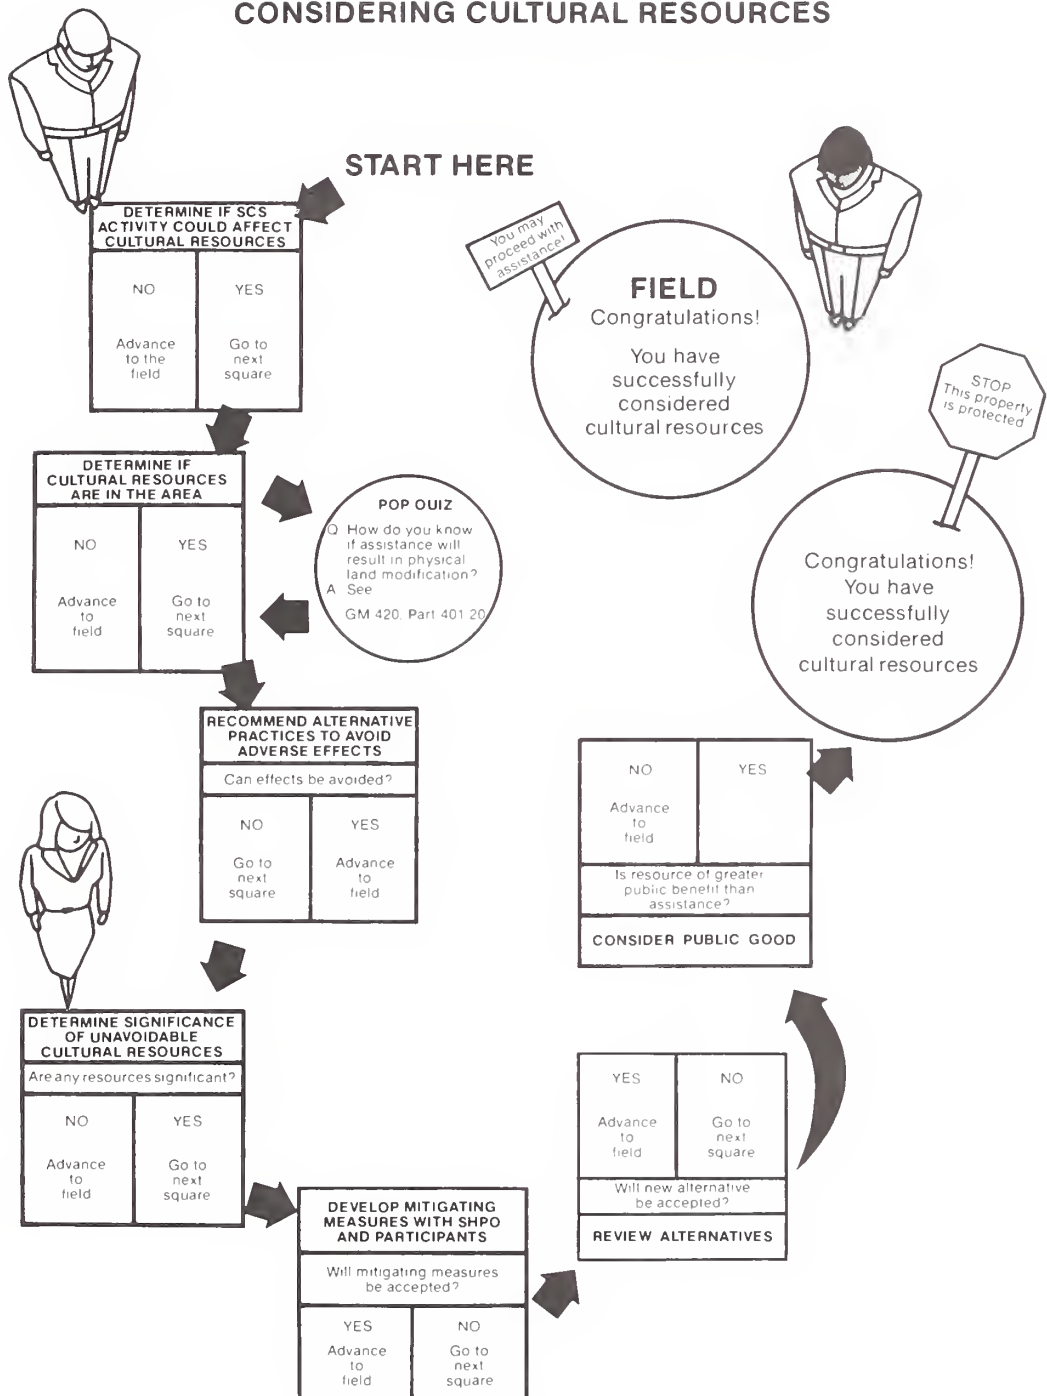 CONSIDERING CULTURAL RESOURCES
START HERE
DETERMINE IF SCS
ACTIVITY COULD AFFECT
CULTURAL RESOURCES
NO
Advance
to the
field
YES
Go to
next
square
DETERMINE IF
CULTURAL RESOURCES
ARE IN THE AREA
NO
Advance
to
field
YES
Go to
next
square
POP QUIZ
Q How do you know
if assistance will
result in physical
land modification?
A See
GM 420, Part 401 20
RECOMMEND ALTERNATIVE
PRACTICES TO AVOID
ADVERSE EFFECTS
Can effects be avoided?
NO
Go to
next
square
YES
Advance
to
field
DETERMINE SIGNIFICANCE
OF UNAVOIDABLE
CULTURAL RESOURCES
Are any resources significant?
NO
Advance
to
field
YES
Go to
next
square
DEVELOP MITIGATING
MEASURES WITH SHPO
AND PARTICIPANTS
Will mitigating measures
be accepted?
YES
Advance
to
field
NO
Go to
next
square
YES
Advance
to
field
NO
Go to
next
square
Will new alternative
be accepted?
REVIEW ALTERNATIVES
NO
Advance
to
field
YES
Is resource of greater
public benefit than
assistance?
CONSIDER PUBLIC GOOD
STOP
This property
is protected
Congratulations!
You have
successfully
considered
cultural resources
You may
proceed with
assistance!
FIELD
Congratulations!
You have
successfully
considered
cultural resources